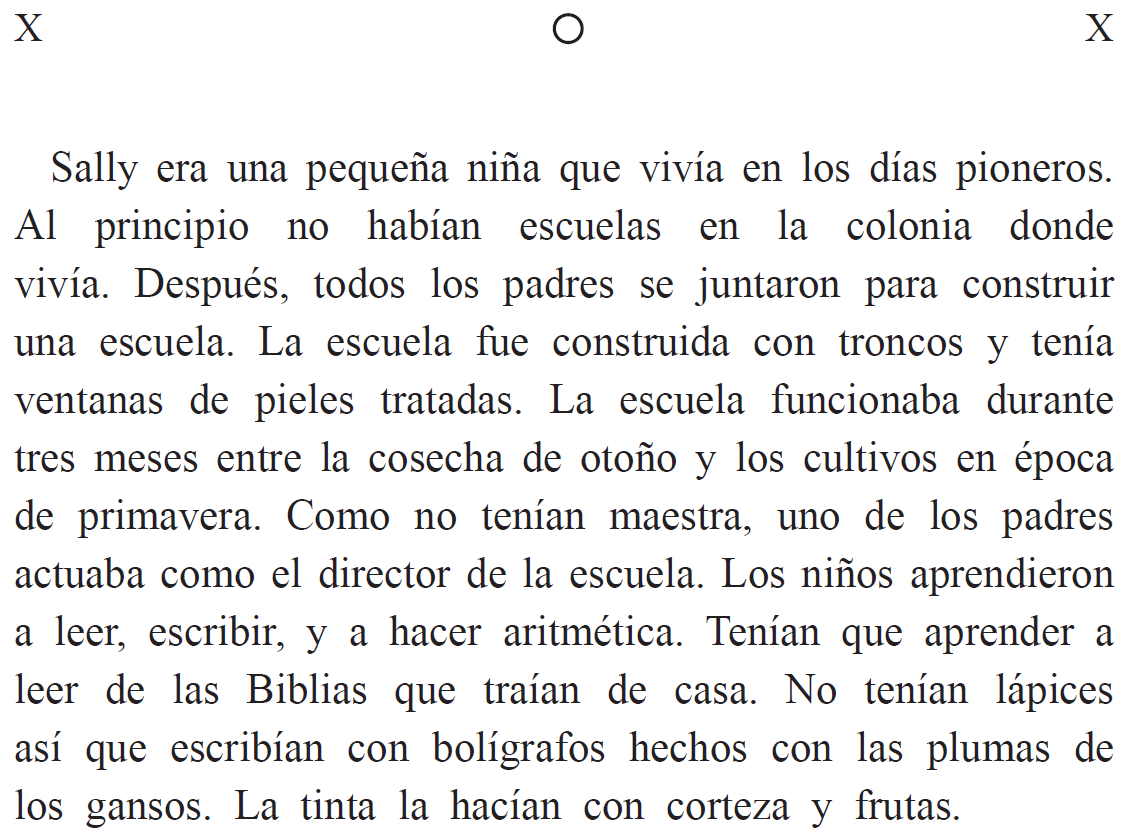 X O X
Sally era una pequeña niña que vivía en los días pioneros.
Al principio no habían escuelas en la colonia donde
vivía. Después, todos los padres se juntaron para construir
una escuela. La escuela fue construida con troncos y tenía
ventanas de pieles tratadas. La escuela funcionaba durante
tres meses entre la cosecha de otoño y los cultivos en época
de primavera. Como no tenían maestra, uno de los padres
actuaba como el director de la escuela. Los niños aprendieron
a leer, escribir, y a hacer aritmética. Tenían que aprender a
leer de las Biblias que traían de casa. No tenían lápices
así que escribían con bolígrafos hechos con las plumas de
los gansos. La tinta la hacían con corteza y frutas.